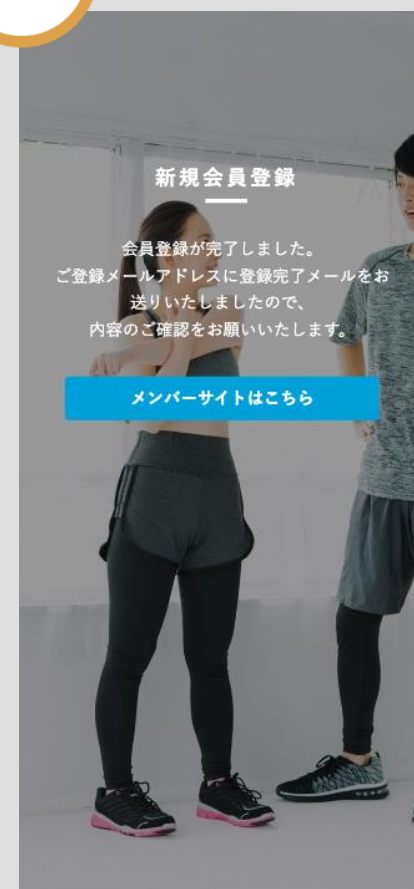 新規会員登録
会員登録が完了しました。
ご登録メールアドレスに登録完了メールをお
送りいたしましたので、
内容のご確認をお願いいたします。
メンバーサイトはこちら